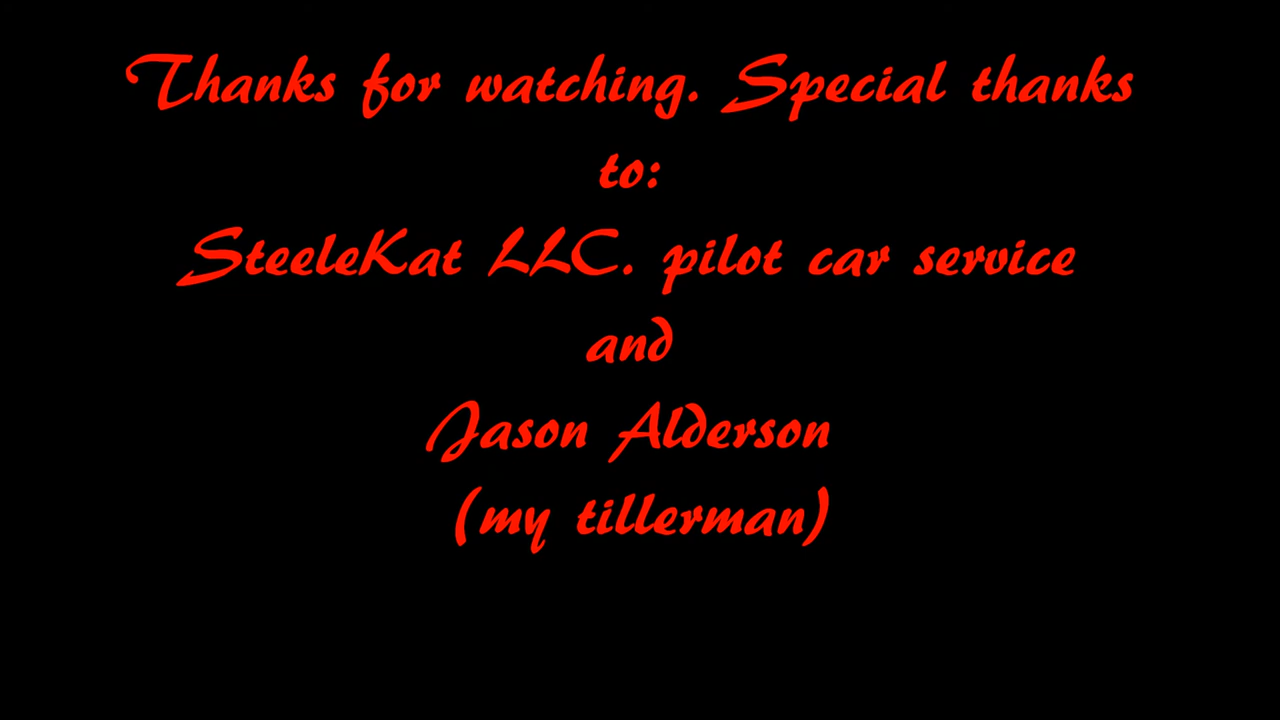 Thanks for watching. Special thanks
to:
SteeleKat LLC. pilot car service
and
Jason Alderson
(my tillerman)